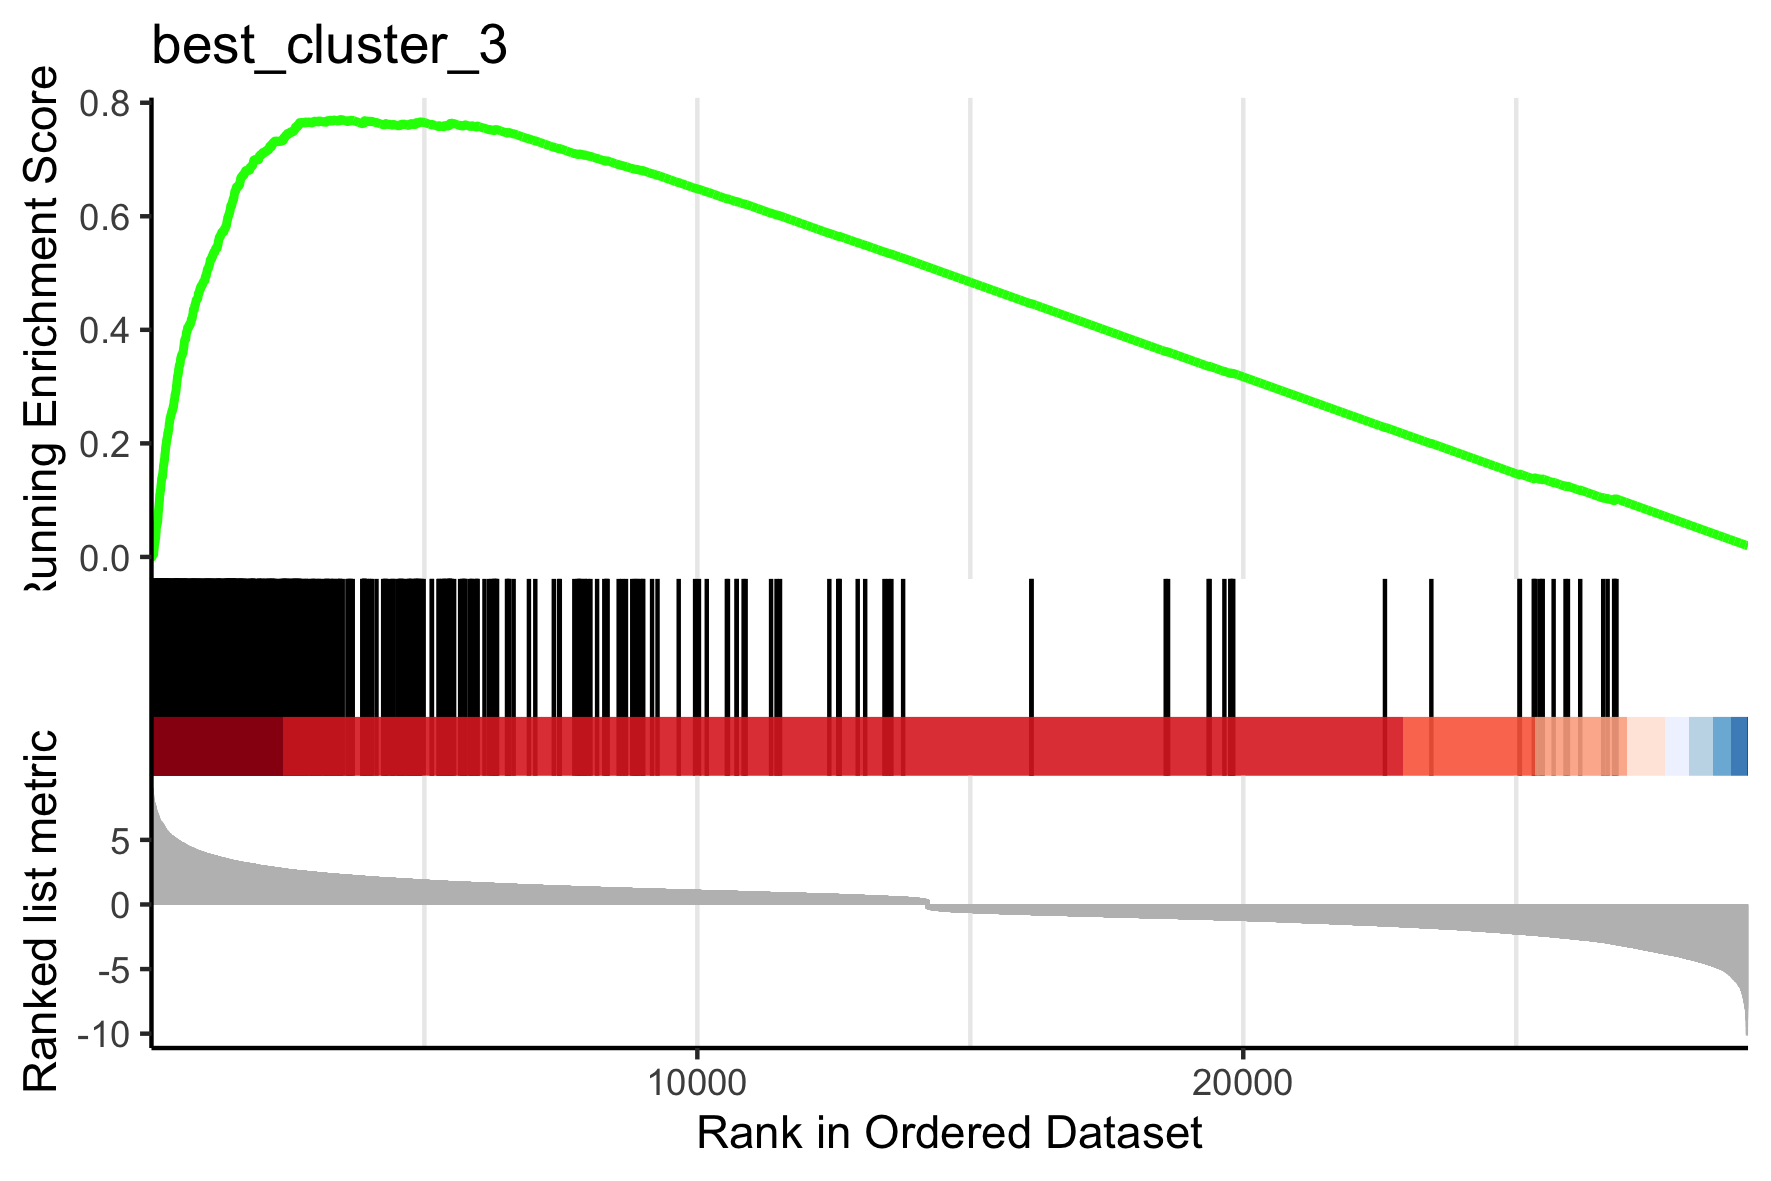 best_cluster_3
Running Enrichment Score
0.8
0.6
0.4
0.2
0.0
Ranked list metric
5
0
-5
-10
10000
20000
Rank in Ordered Dataset